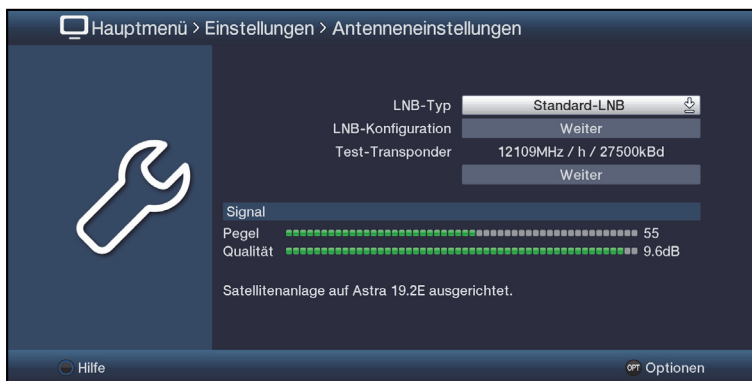 Hauptmenü > Einstellungen > Antenneneinstellungen
LNB-Typ Standard-LNB
LNB-Konfiguration Weiter
Test-Transponder 12109MHz / h / 27500kBd
Weiter
Signal
Pegel 55
Qualität 9.6dB
Satellitenanlage auf Astra 19.2E ausgerichtet.
Hilfe OPT Optionen